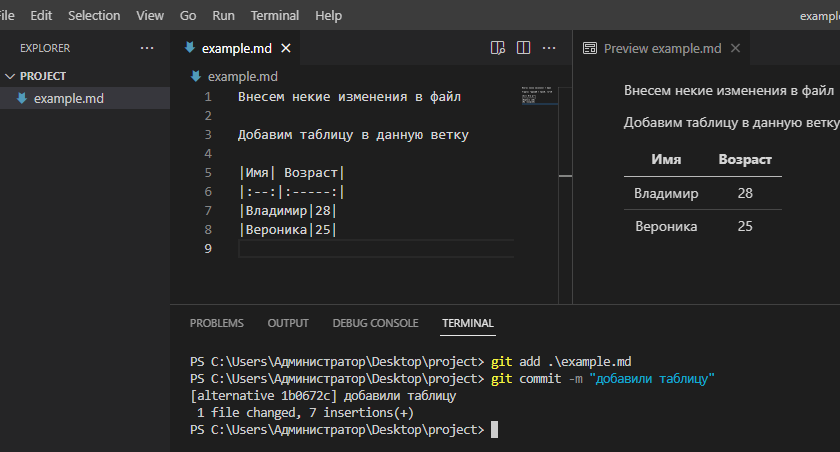 File Edit Selection View Go Run Terminal Help example
EXPLORER
PROJECT
example.md
example.md
example.md
1 Внесем некие изменения в файл
2
3 Добавим таблицу в данную ветку
4
5 |Имя| Возраст|
6 |:--:|:-----:|
7 |Владимир|28|
8 |Вероника|25|
9
Preview example.md
Внесем некие изменения в файл
Добавим таблицу в данную ветку
Имя Возраст
Владимир 28
Вероника 25
PROBLEMS OUTPUT DEBUG CONSOLE TERMINAL
PS C:\Users\Администратор\Desktop\project> git add .\example.md
PS C:\Users\Администратор\Desktop\project> git commit -m "добавили таблицу"
[alternative 1b0672c] добавили таблицу
1 file changed, 7 insertions(+)
PS C:\Users\Администратор\Desktop\project>